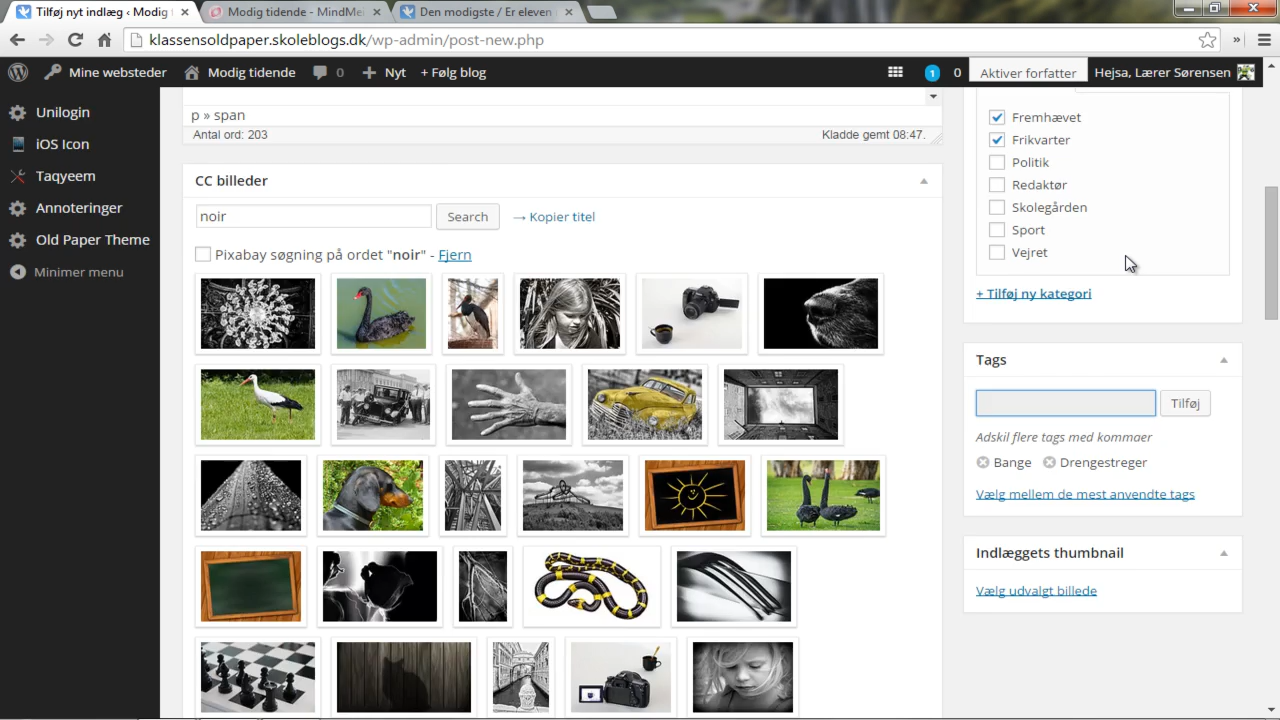 Tilføj nyt indlæg ‹ Modig
Modig tidende - MindMei
Den modigste / Er eleven
klassensoldpaper.skoleblogs.dk/wp-admin/post-new.php
»
Mine websteder
Modig tidende
0
Nyt
+ Følg blog
1
0
Aktiver forfatter
Hejsa, Lærer Sørensen
Unilogin
iOS Icon
Taqyeem
Annoteringer
Old Paper Theme
Minimer menu
p » span
Antal ord: 203
Kladde gemt 08:47.
CC billeder
noir
Search
→ Kopier titel
Pixabay søgning på ordet "noir" - Fjern
Fremhævet
Frikvarter
Politik
Redaktør
Skolegården
Sport
Vejret
+ Tilføj ny kategori
Tags
Tilføj
Adskil flere tags med kommaer
Bange
Drengestreger
Vælg mellem de mest anvendte tags
Indlæggets thumbnail
Vælg udvalgt billede